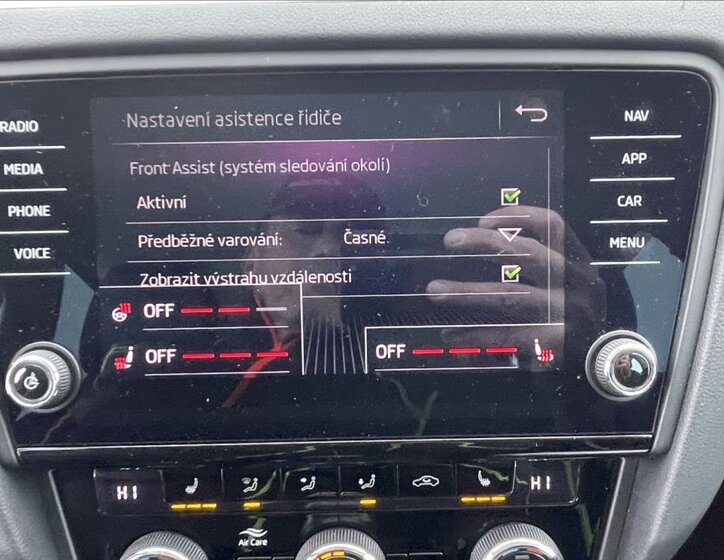 Nastavení asistence řidiče
RADIO
NAV
Front Assist (systém sledování okolí)
MEDIA
APP
Aktivní
PHONE
CAR
Předběžné varování: Časné
VOICE
MENU
Zobrazit výstrahu vzdálenosti
OFF
OFF
OFF
HI
HI
Air Care